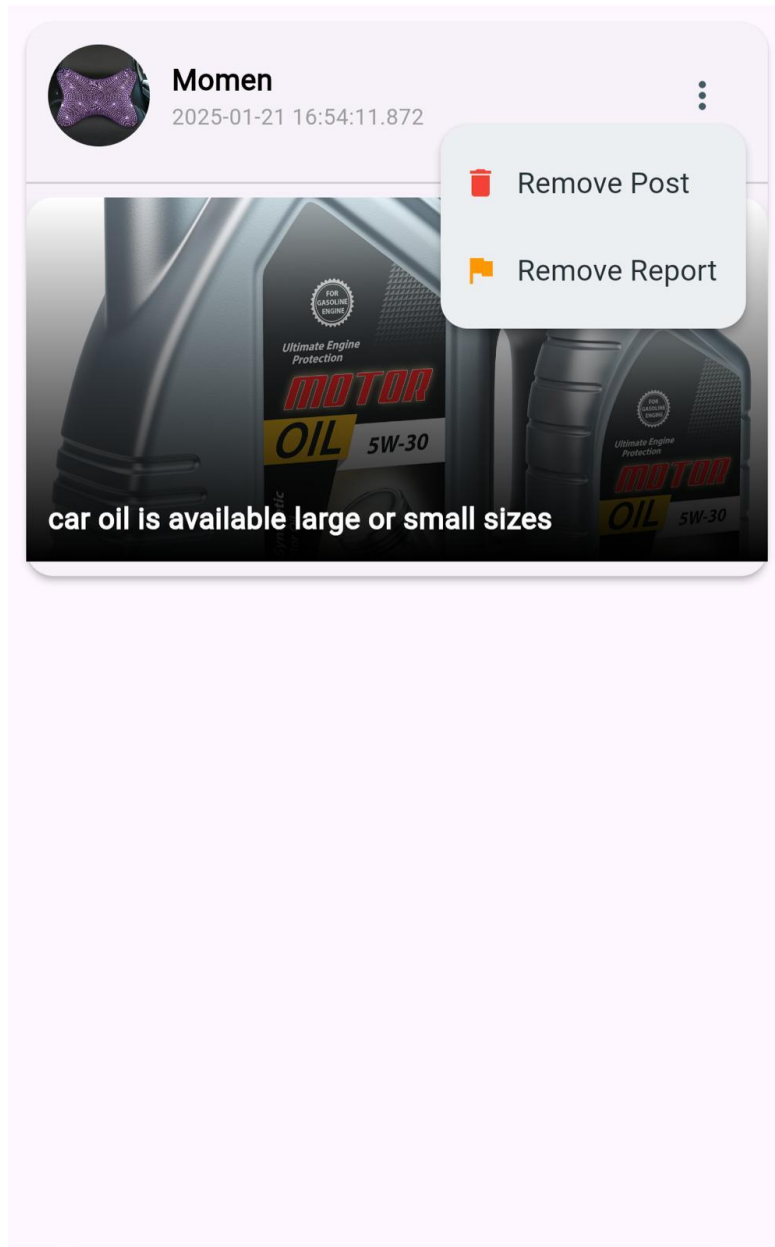 Momen
2025-01-21 16:54:11.872
Remove Post
Remove Report
FOR
GASOLINE
ENGINE
Ultimate Engine
Protection
MOTOR
OIL 5W-30
FOR
GASOLINE
ENGINE
Ultimate Engine
Protection
MOTOR
OIL 5W-30
car oil is available large or small sizes